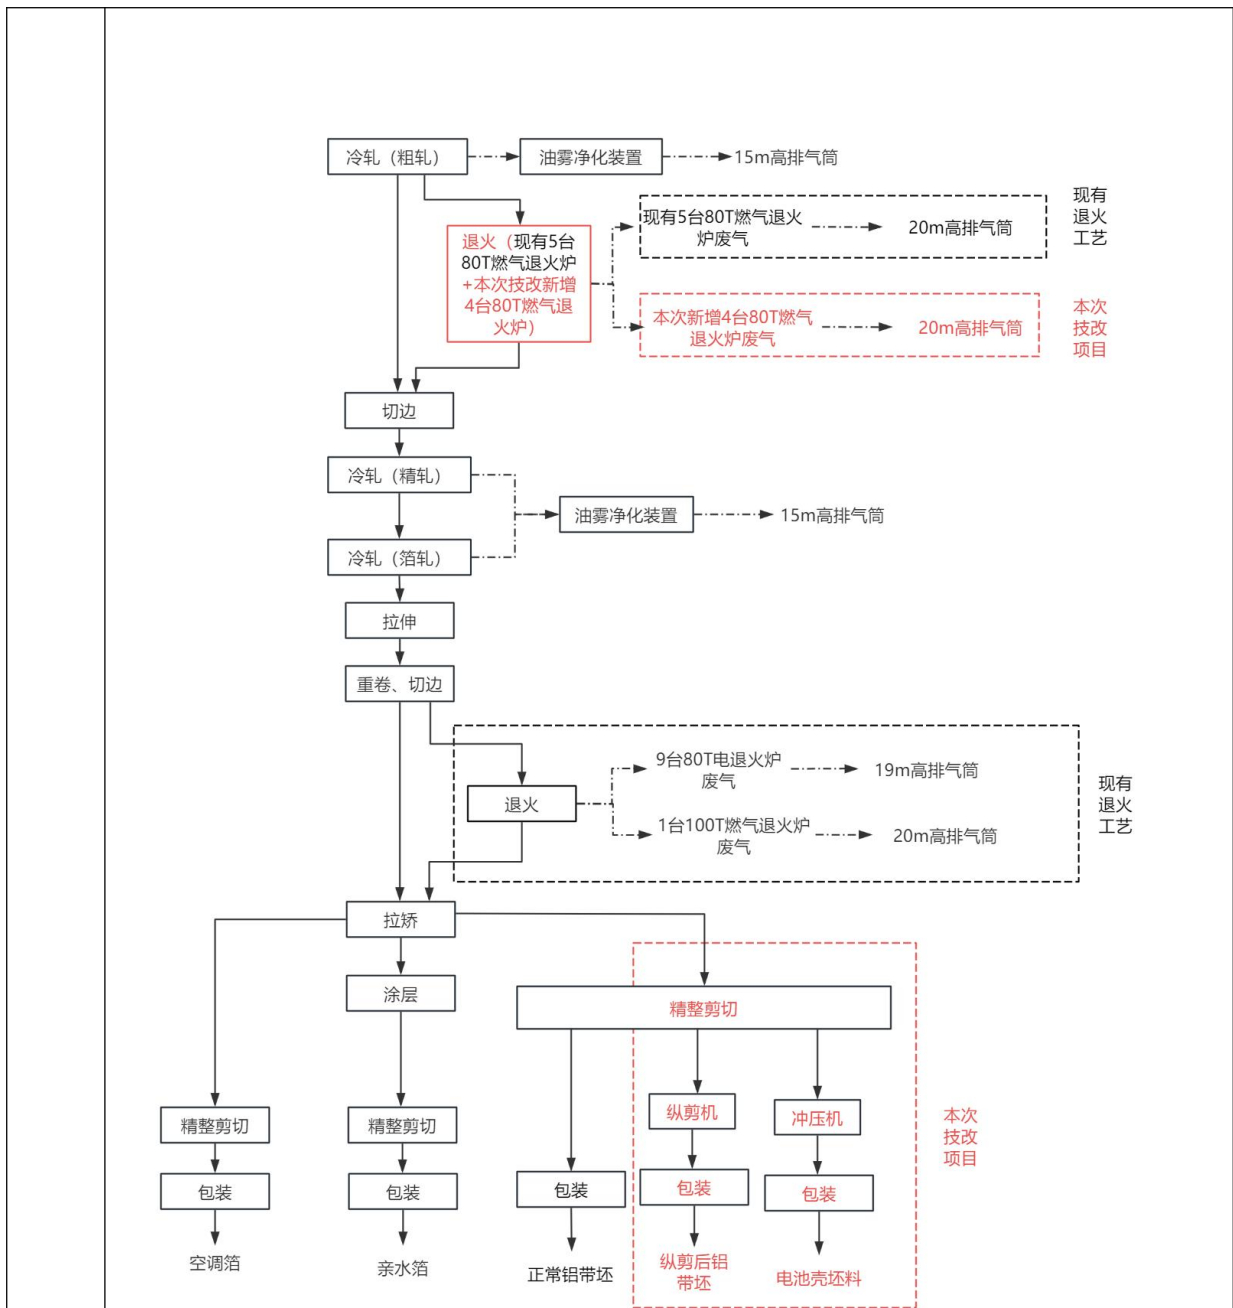 冷轧（粗轧）
油雾净化装置
15m高排气筒
退火（现有5台
80T燃气退火炉
+本次技改新增
4台80T燃气退
火炉）
现有5台80T燃气退火
炉废气
20m高排气筒
现有
退火
工艺
本次新增4台80T燃气
退火炉废气
20m高排气筒
本次
技改
项目
切边
冷轧（精轧）
油雾净化装置
15m高排气筒
冷轧（箔轧）
拉伸
重卷、切边
退火
9台80T电退火炉
废气
19m高排气筒
1台100T燃气退火炉
废气
20m高排气筒
现有
退火
工艺
拉矫
涂层
精整剪切
精整剪切
精整剪切
纵剪机
冲压机
本次
技改
项目
包装
包装
包装
包装
包装
空调箔
亲水箔
正常铝带坯
纵剪后铝
带坯
电池壳坯料